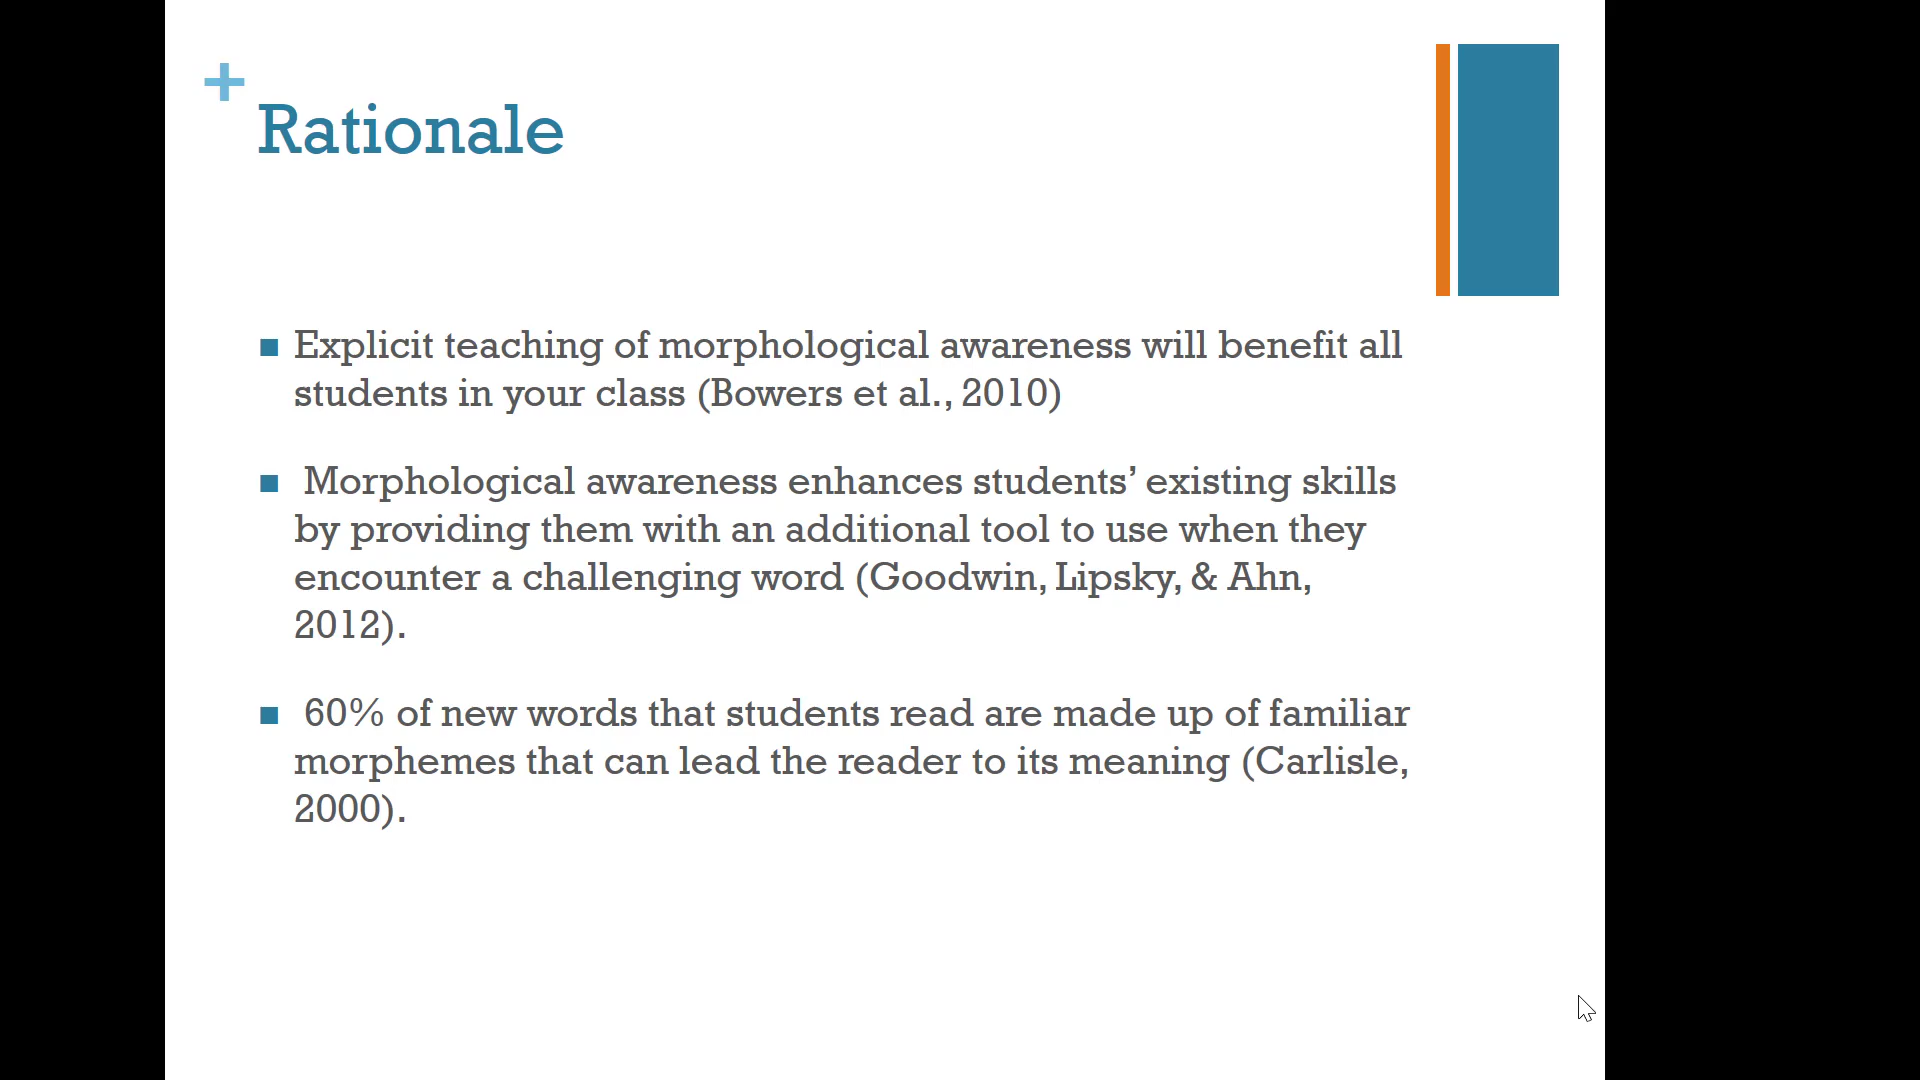 +
Rationale
■ Explicit teaching of morphological awareness will benefit all
students in your class (Bowers et al., 2010)
■ Morphological awareness enhances students’ existing skills
by providing them with an additional tool to use when they
encounter a challenging word (Goodwin, Lipsky, & Ahn,
2012).
■ 60% of new words that students read are made up of familiar
morphemes that can lead the reader to its meaning (Carlisle,
2000).